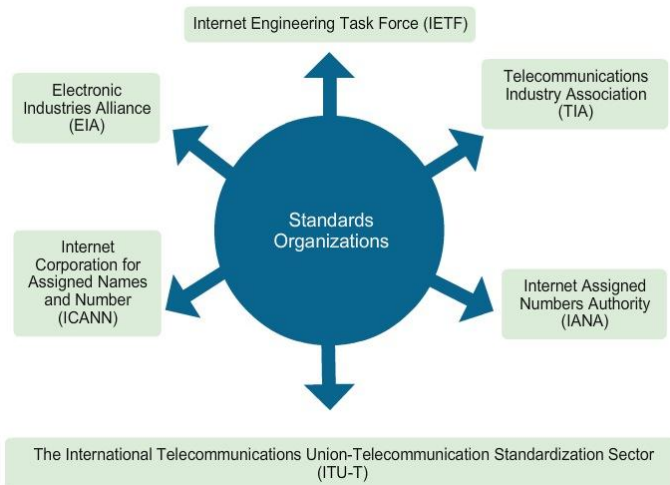 Internet Engineering Task Force (IETF)
Electronic
Industries Alliance
(EIA)
Telecommunications
Industry Association
(TIA)
Standards
Organizations
Internet
Corporation for
Assigned Names
and Number
(ICANN)
Internet Assigned
Numbers Authority
(IANA)
The International Telecommunications Union-Telecommunication Standardization Sector
(ITU-T)